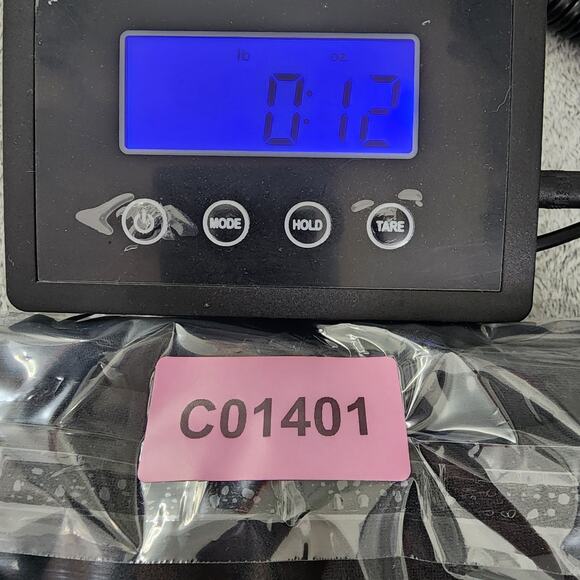 lb oz
0:12
MODE HOLD TARE
C01401